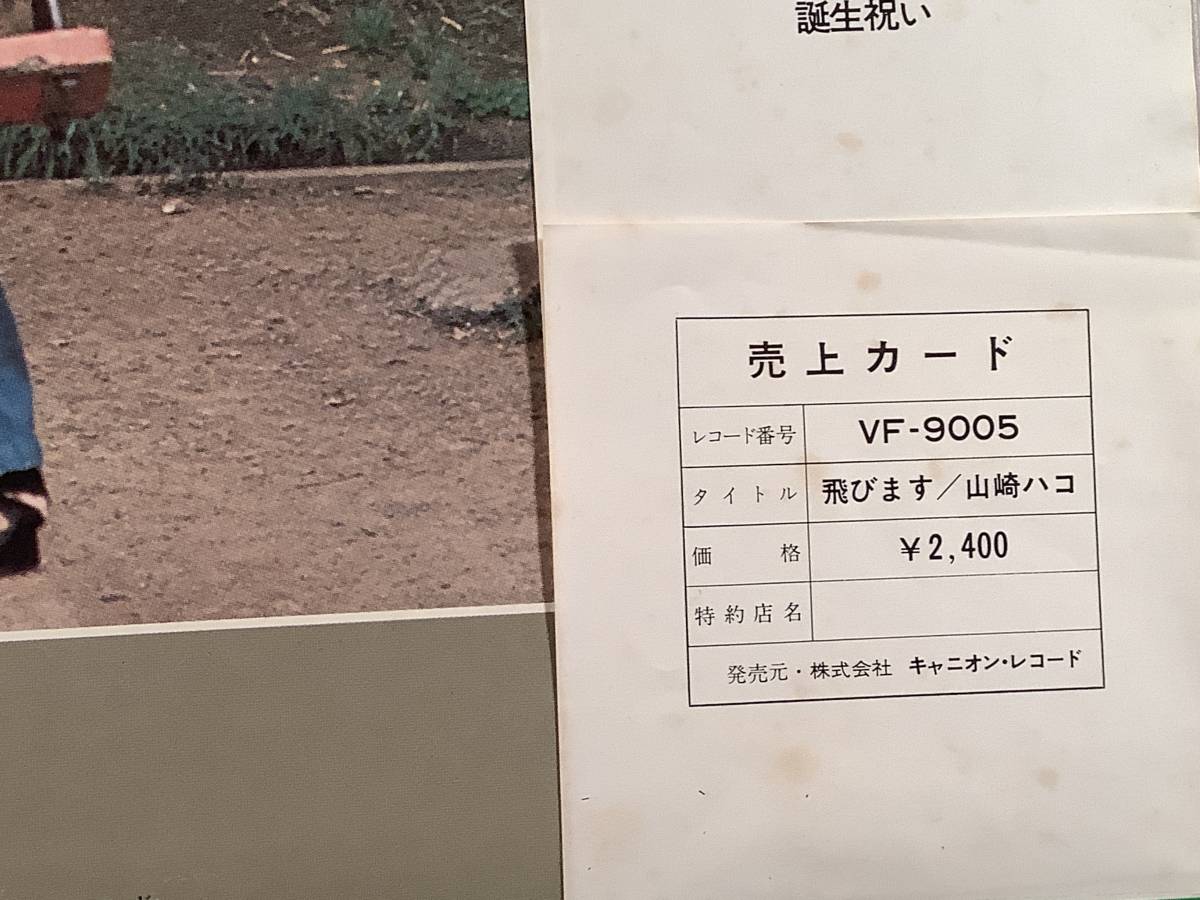 誕生祝い
売上カード
レコード番号 VF-9005
タイトル 飛びます/山崎ハコ
価格 ¥2,400
特約店名
発売元・株式会社 キャニオン・レコード